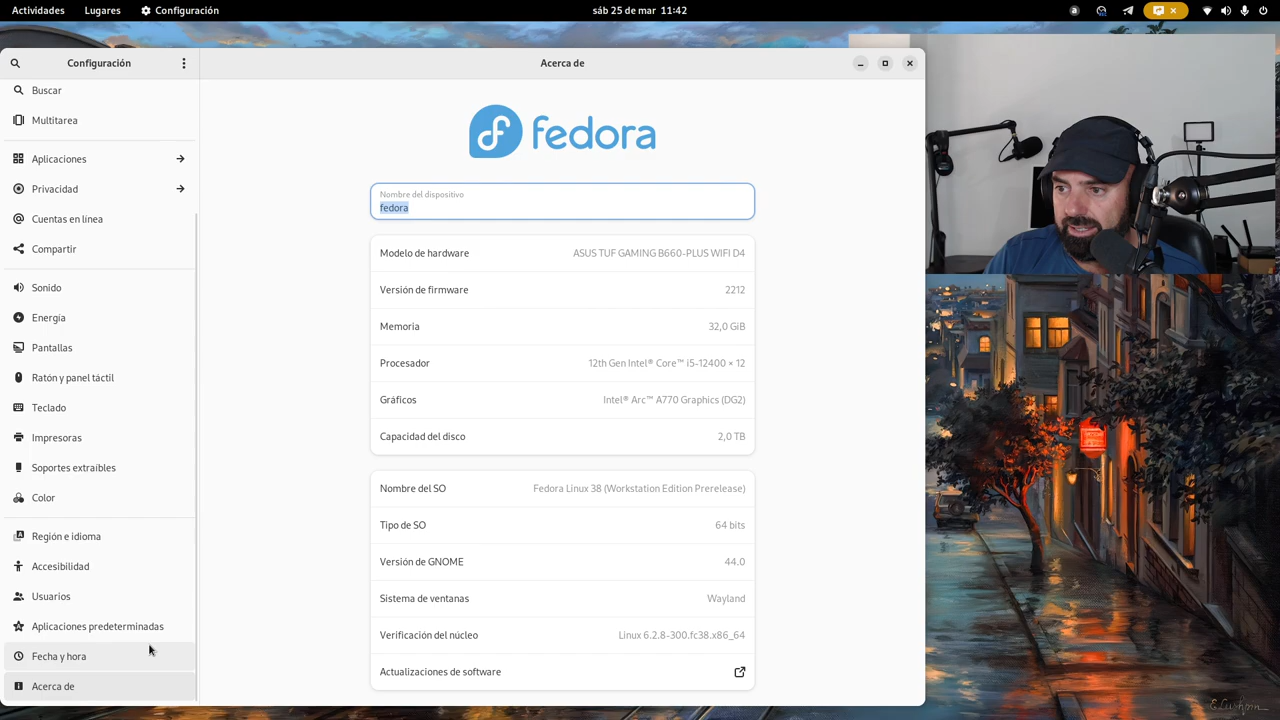 Actividades Lugares Configuración sáb 25 de mar 11:42
Configuración
Buscar
Multitarea
Aplicaciones
Privacidad
Cuentas en línea
Compartir
Sonido
Energía
Pantallas
Ratón y panel táctil
Teclado
Impresoras
Soportes extraíbles
Color
Región e idioma
Accesibilidad
Usuarios
Aplicaciones predeterminadas
Fecha y hora
Acerca de
Acerca de
fedora
Nombre del dispositivo
fedora
Modelo de hardware ASUS TUF GAMING B660-PLUS WIFI D4
Versión de firmware 2212
Memoria 32,0 GiB
Procesador 12th Gen Intel® Core™ i5-12400 × 12
Gráficos Intel® Arc™ A770 Graphics (DG2)
Capacidad del disco 2,0 TB
Nombre del SO Fedora Linux 38 (Workstation Edition Prerelease)
Tipo de SO 64 bits
Versión de GNOME 44.0
Sistema de ventanas Wayland
Verificación del núcleo Linux 6.2.8-300.fc38.x86_64
Actualizaciones de software